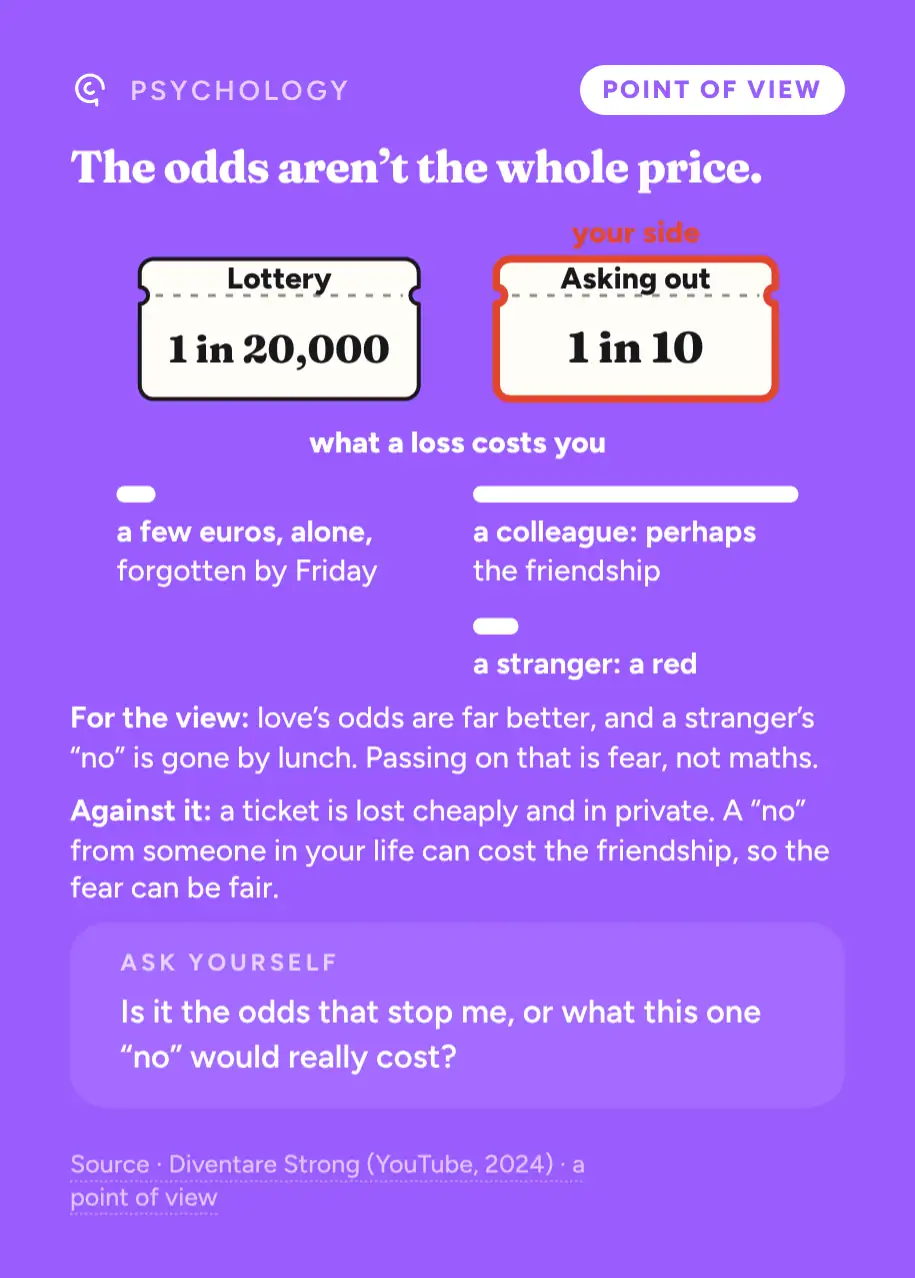 PSYCHOLOGY
POINT OF VIEW
The odds aren’t the whole price.
your side
Lottery
1 in 20,000
Asking out
1 in 10
what a loss costs you
a few euros, alone,
forgotten by Friday
a colleague: perhaps
the friendship
a stranger: a red
For the view: love’s odds are far better, and a stranger’s
“no” is gone by lunch. Passing on that is fear, not maths.
Against it: a ticket is lost cheaply and in private. A “no”
from someone in your life can cost the friendship, so the
fear can be fair.
ASK YOURSELF
Is it the odds that stop me, or what this one
“no” would really cost?
Source · Diventare Strong (YouTube, 2024) · a
point of view